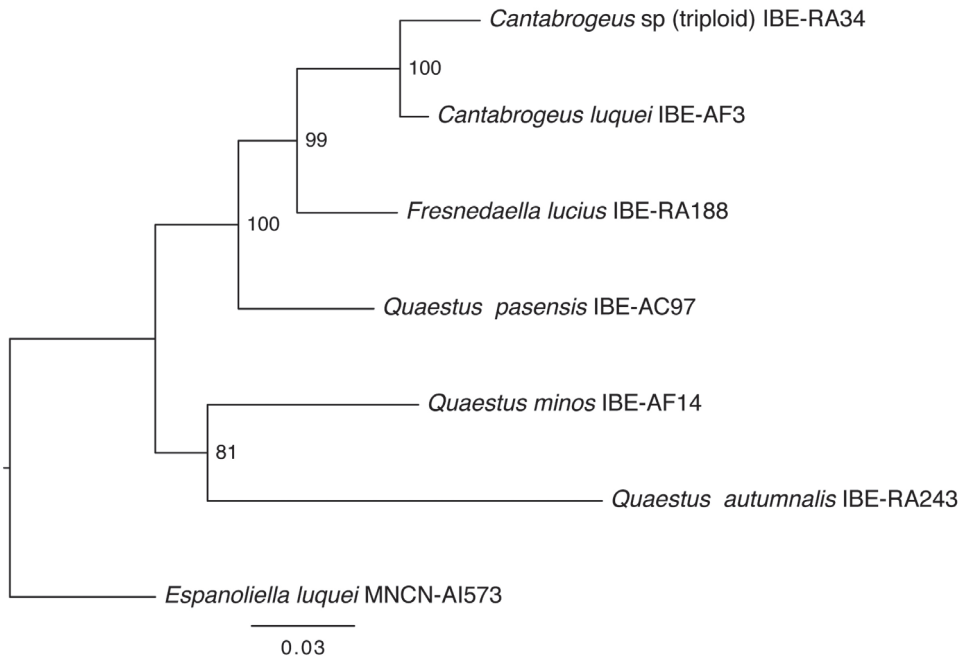 Cantabrogeus sp (triploid) IBE-RA34
100
Cantabrogeus luquei IBE-AF3
99
Fresnedaella lucius IBE-RA188
100
Quaestus pasensis IBE-AC97
Quaestus minos IBE-AF14
81
Quaestus autumnalis IBE-RA243
Espanoliella luquei MNCN-AI573
0.03